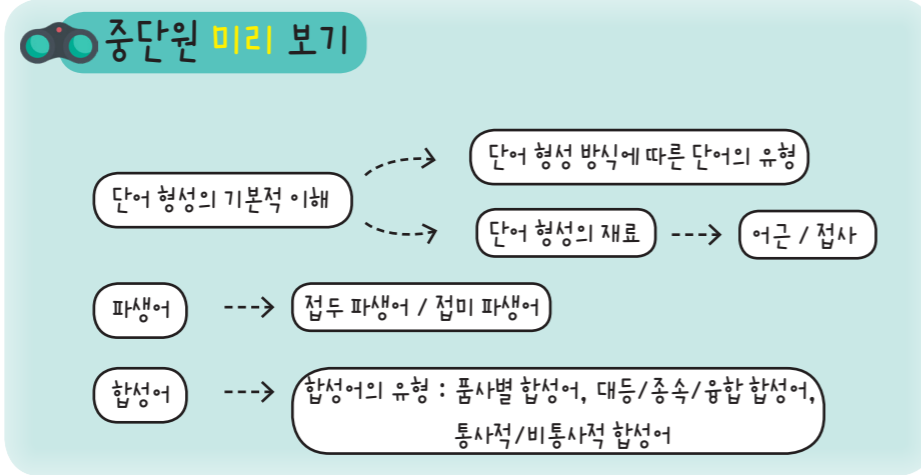 중단원 미리 보기
단어 형성 방식에 따른 단어의 유형
단어 형성의 기본적 이해
단어 형성의 재료
어근 / 접사
파생어
접두 파생어 / 접미 파생어
합성어
합성어의 유형 : 품사별 합성어, 대등/종속/융합 합성어,
통사적/비통사적 합성어